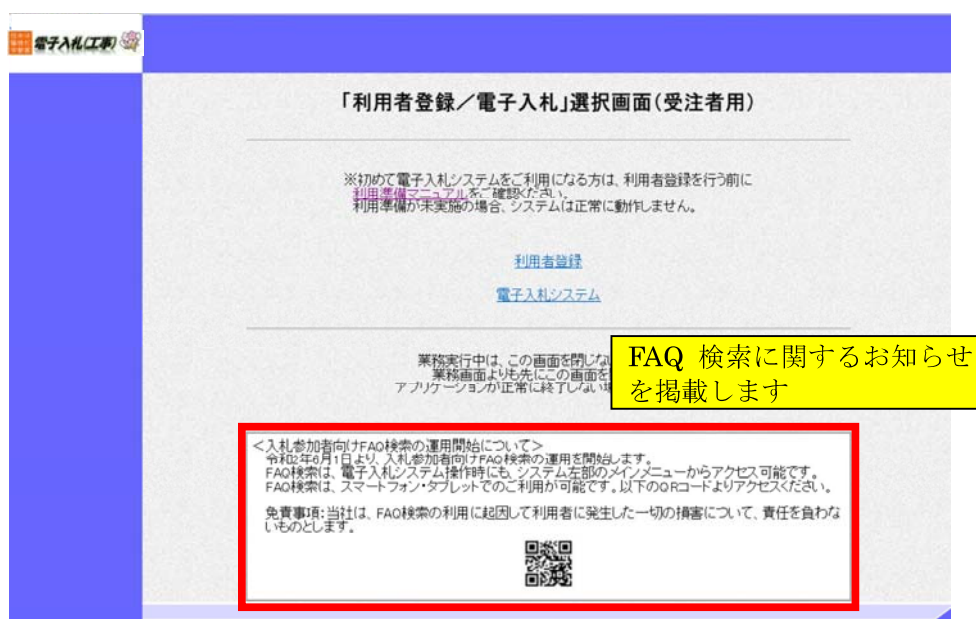 電子入札(工事)
「利用者登録／電子入札」選択画面(受注者用)
※初めて電子入札システムをご利用になる方は、利用者登録を行う前に
利用準備マニュアルをご確認ください。
利用準備が未実施の場合、システムは正常に動作しません。
利用者登録
電子入札システム
業務実行中は、この画面を閉じな
業務画面よりも先にこの画面を
アプリケーションが正常に終了しない場
FAQ 検索に関するお知らせ
を掲載します
＜入札参加者向けFAQ検索の運用開始について＞
令和2年6月1日より、入札参加者向けFAQ検索の運用を開始します。
FAQ検索は、電子入札システム操作時にも、システム左部のメインメニューからアクセス可能です。
FAQ検索は、スマートフォン・タブレットでのご利用が可能です。以下のQRコードよりアクセスください。
免責事項：当社は、FAQ検索の利用に起因して利用者に発生した一切の損害について、責任を負わな
いものとします。